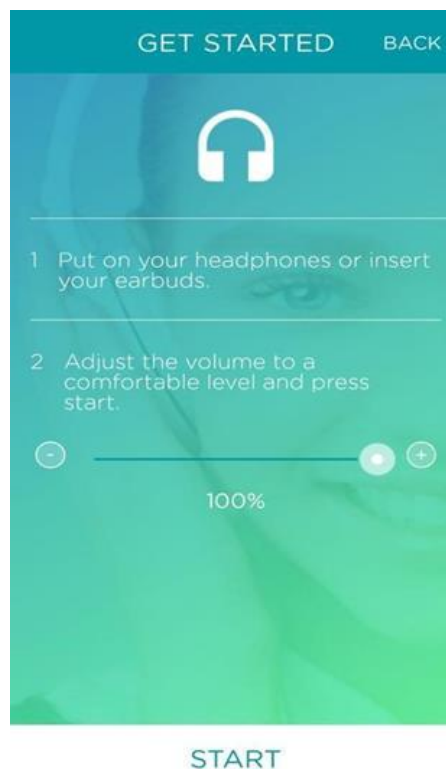 GET STARTED BACK
1 Put on your headphones or insert
your earbuds.
2 Adjust the volume to a
comfortable level and press
start.
- +
100%
START